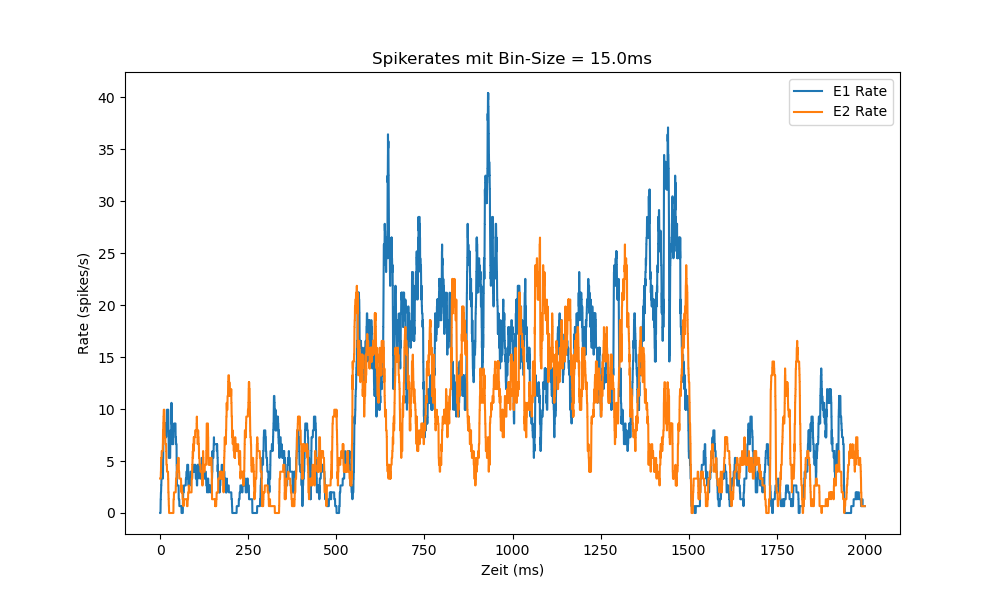 Spikerates mit Bin-Size = 15.0ms
E1 Rate
E2 Rate
40
35
30
25
20
15
10
5
0
Rate (spikes/s)
0 250 500 750 1000 1250 1500 1750 2000
Zeit (ms)